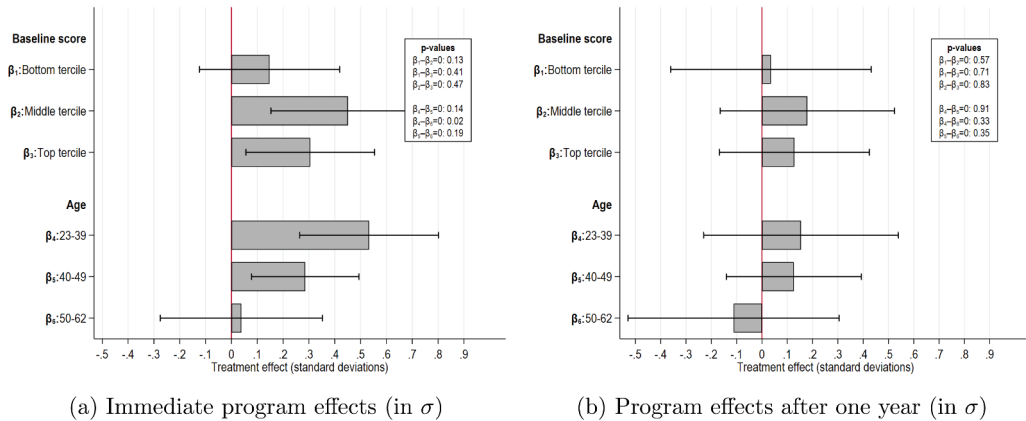 Baseline score
β₁:Bottom tercile
β₂:Middle tercile
β₃:Top tercile
Age
β₄:23-39
β₅:40-49
β₆:50-62
p-values
β₁–β₂=0: 0.13
β₁–β₃=0: 0.41
β₂–β₃=0: 0.47
β₄–β₅=0: 0.14
β₄–β₆=0: 0.02
β₅–β₆=0: 0.19
-.5 -.4 -.3 -.2 -.1 0 .1 .2 .3 .4 .5 .6 .7 .8 .9
Treatment effect (standard deviations)
(a) Immediate program effects (in σ)
Baseline score
β₁:Bottom tercile
β₂:Middle tercile
β₃:Top tercile
Age
β₄:23-39
β₅:40-49
β₆:50-62
p-values
β₁–β₂=0: 0.57
β₁–β₃=0: 0.71
β₂–β₃=0: 0.83
β₄–β₅=0: 0.91
β₄–β₆=0: 0.33
β₅–β₆=0: 0.35
-.5 -.4 -.3 -.2 -.1 0 .1 .2 .3 .4 .5 .6 .7 .8 .9
Treatment effect (standard deviations)
(b) Program effects after one year (in σ)